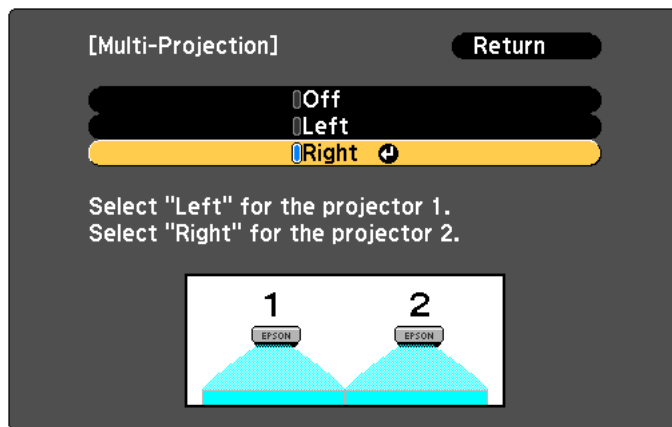 [Multi-Projection] Return
Off
Left
Right
Select "Left" for the projector 1.
Select "Right" for the projector 2.
1 2
EPSON EPSON